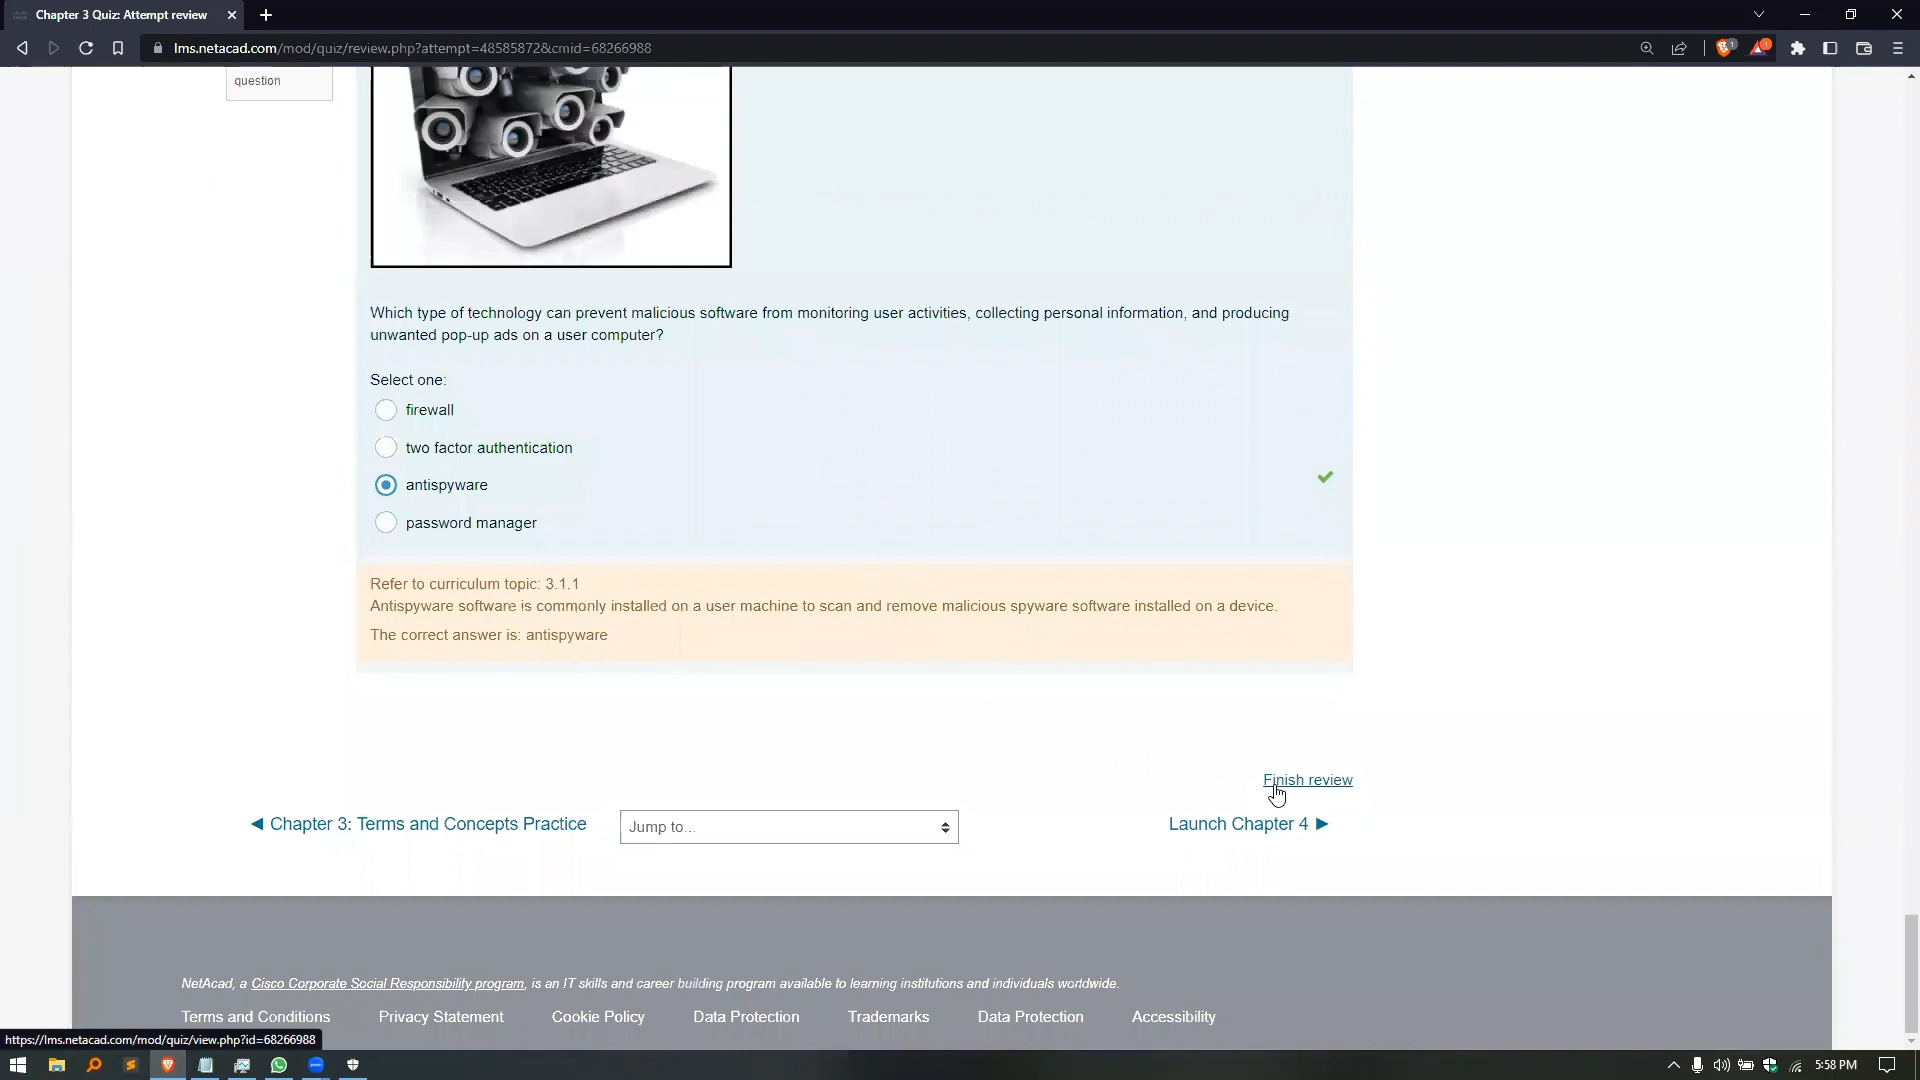 Chapter 3 Quiz: Attempt review
lms.netacad.com/mod/quiz/review.php?attempt=48585872&cmid=68266988
1
1
question
Which type of technology can prevent malicious software from monitoring user activities, collecting personal information, and producing
unwanted pop-up ads on a user computer?
Select one:
firewall
two factor authentication
antispyware
password manager
Refer to curriculum topic: 3.1.1
Antispyware software is commonly installed on a user machine to scan and remove malicious spyware software installed on a device.
The correct answer is: antispyware
Finish review
◄ Chapter 3: Terms and Concepts Practice
Jump to...
Launch Chapter 4 ►
NetAcad, a Cisco Corporate Social Responsibility program, is an IT skills and career building program available to learning institutions and individuals worldwide.
Terms and Conditions
Privacy Statement
Cookie Policy
Data Protection
Trademarks
Data Protection
Accessibility
https://lms.netacad.com/mod/quiz/view.php?id=68266988
5:58 PM